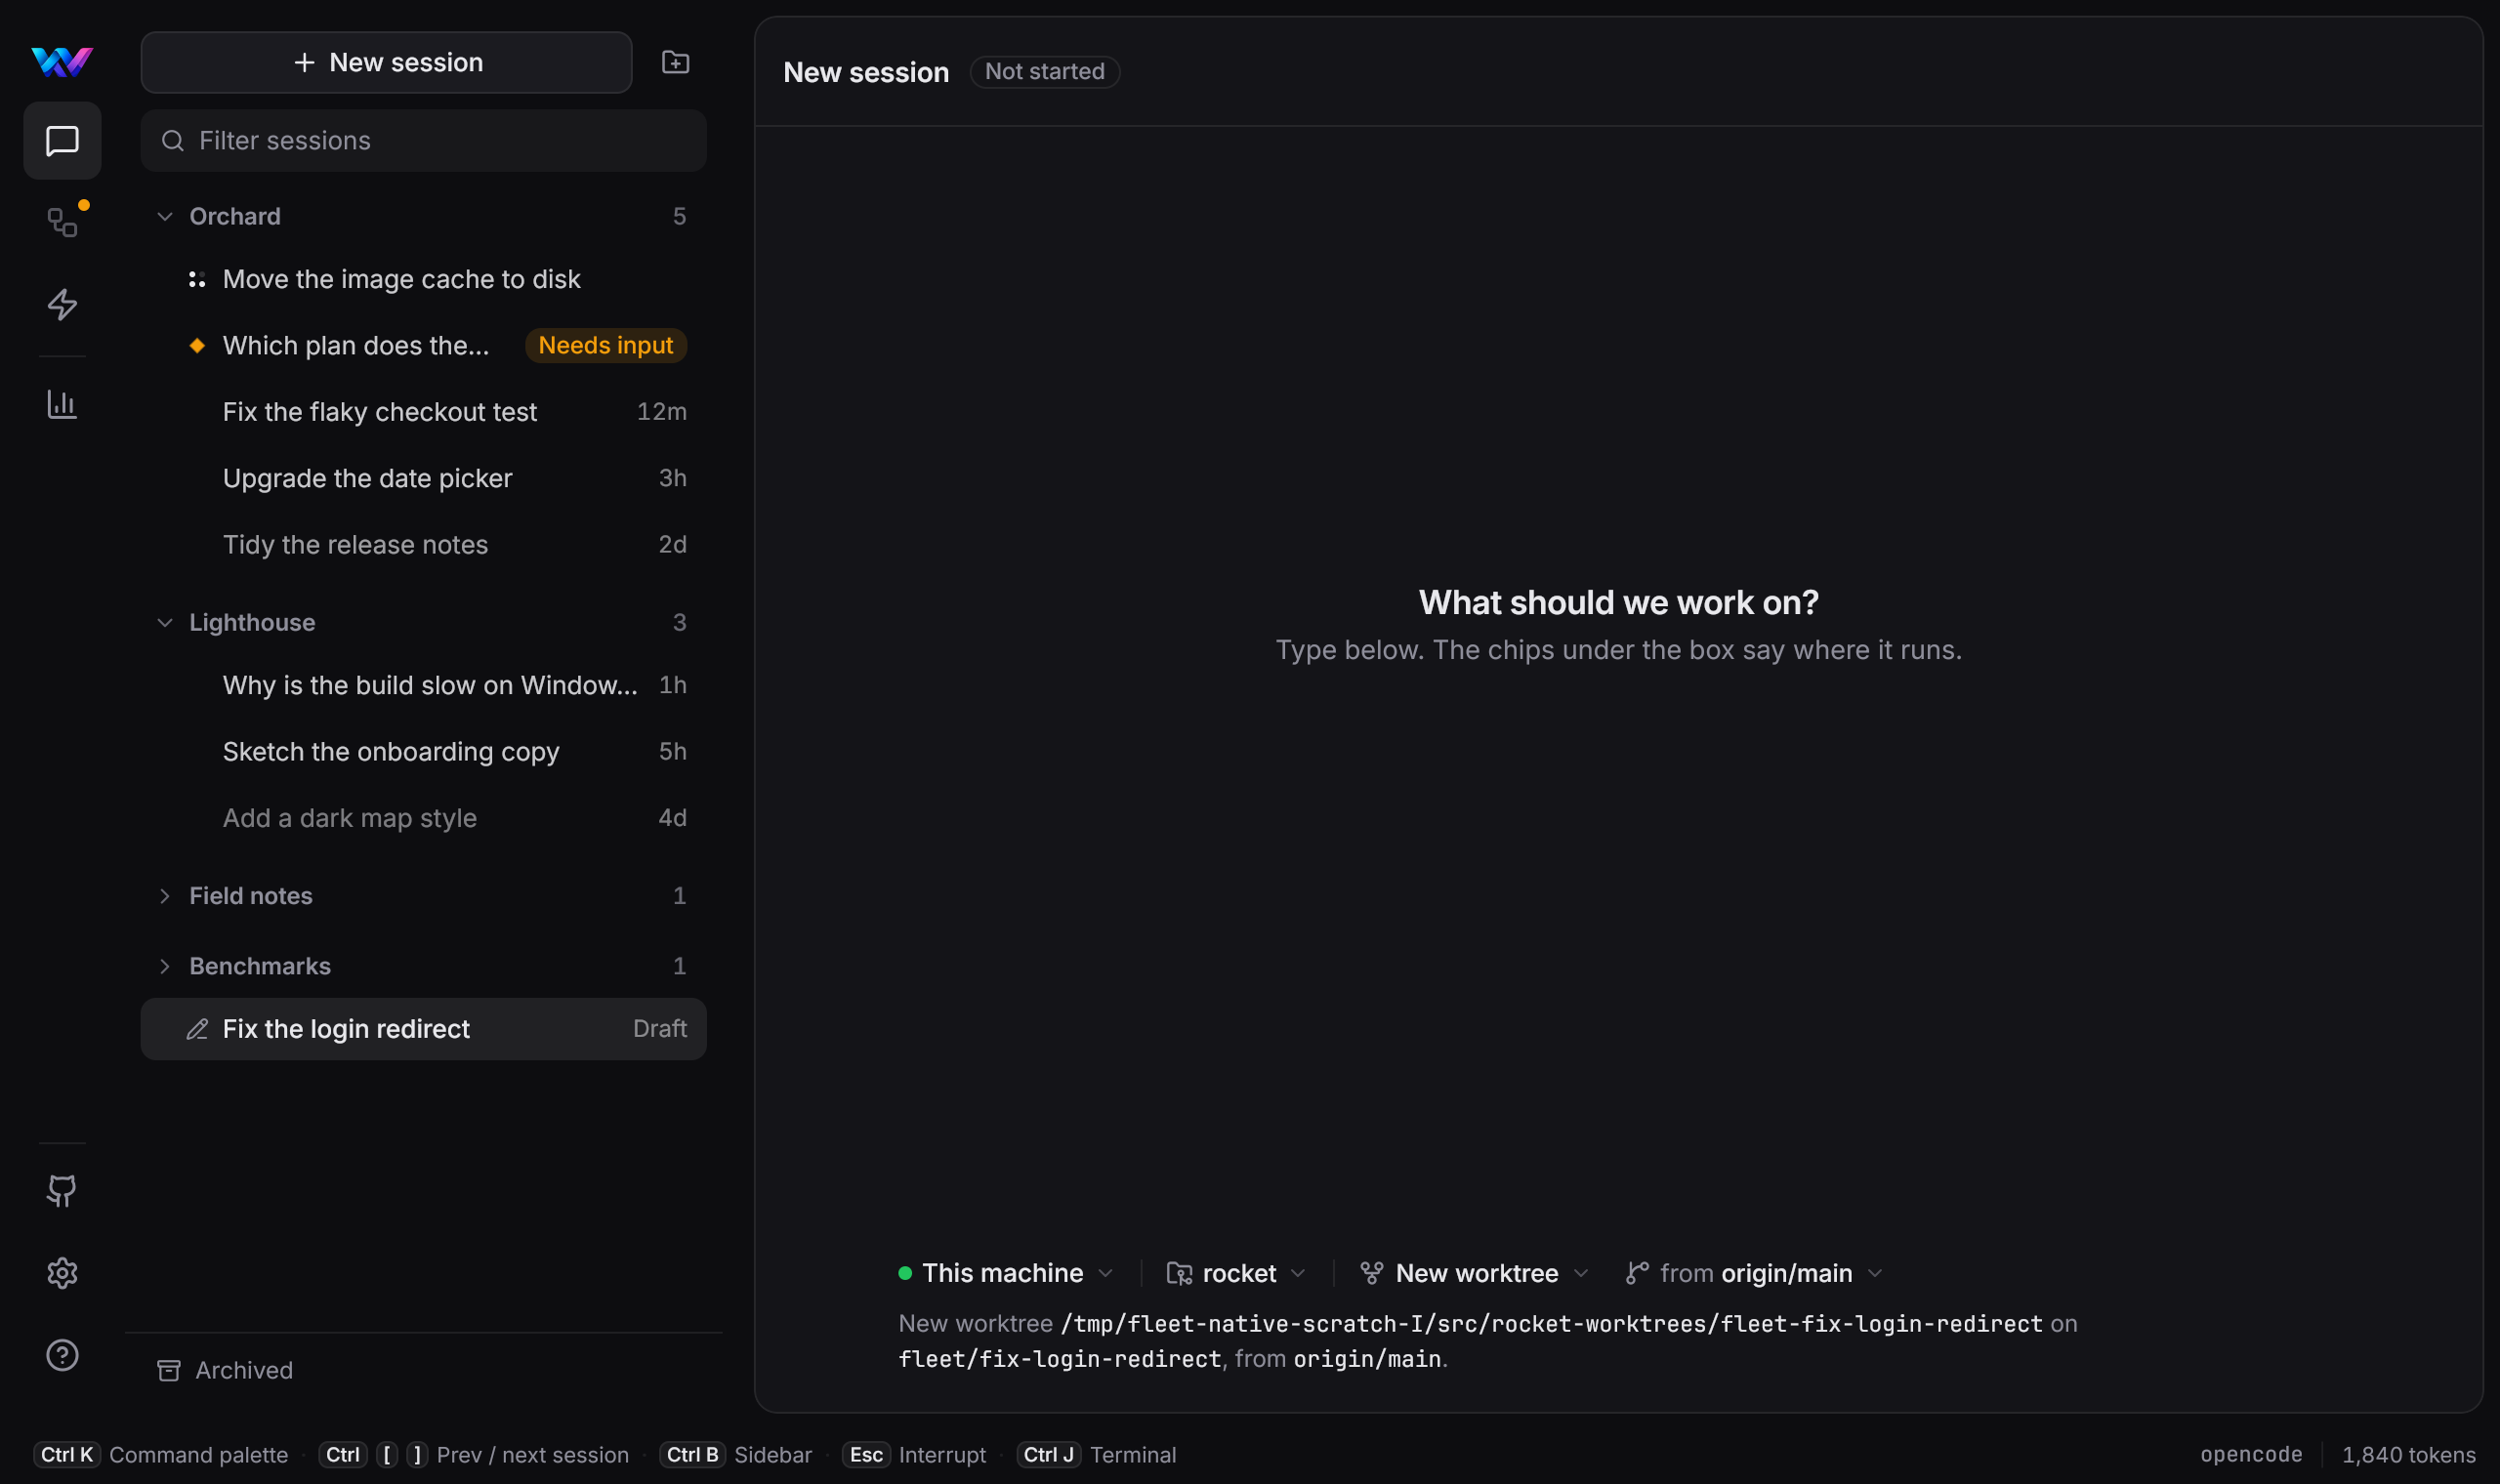 New session
Filter sessions
Orchard 5
Move the image cache to disk
Which plan does the... Needs input
Fix the flaky checkout test 12m
Upgrade the date picker 3h
Tidy the release notes 2d
Lighthouse 3
Why is the build slow on Window... 1h
Sketch the onboarding copy 5h
Add a dark map style 4d
Field notes 1
Benchmarks 1
Fix the login redirect Draft
Archived
New session Not started
What should we work on?
Type below. The chips under the box say where it runs.
This machine rocket New worktree from origin/main
New worktree /tmp/fleet-native-scratch-I/src/rocket-worktrees/fleet-fix-login-redirect on
fleet/fix-login-redirect, from origin/main.
Ctrl K Command palette · Ctrl [ ] Prev / next session · Ctrl B Sidebar · Esc Interrupt · Ctrl J Terminal opencode 1,840 tokens